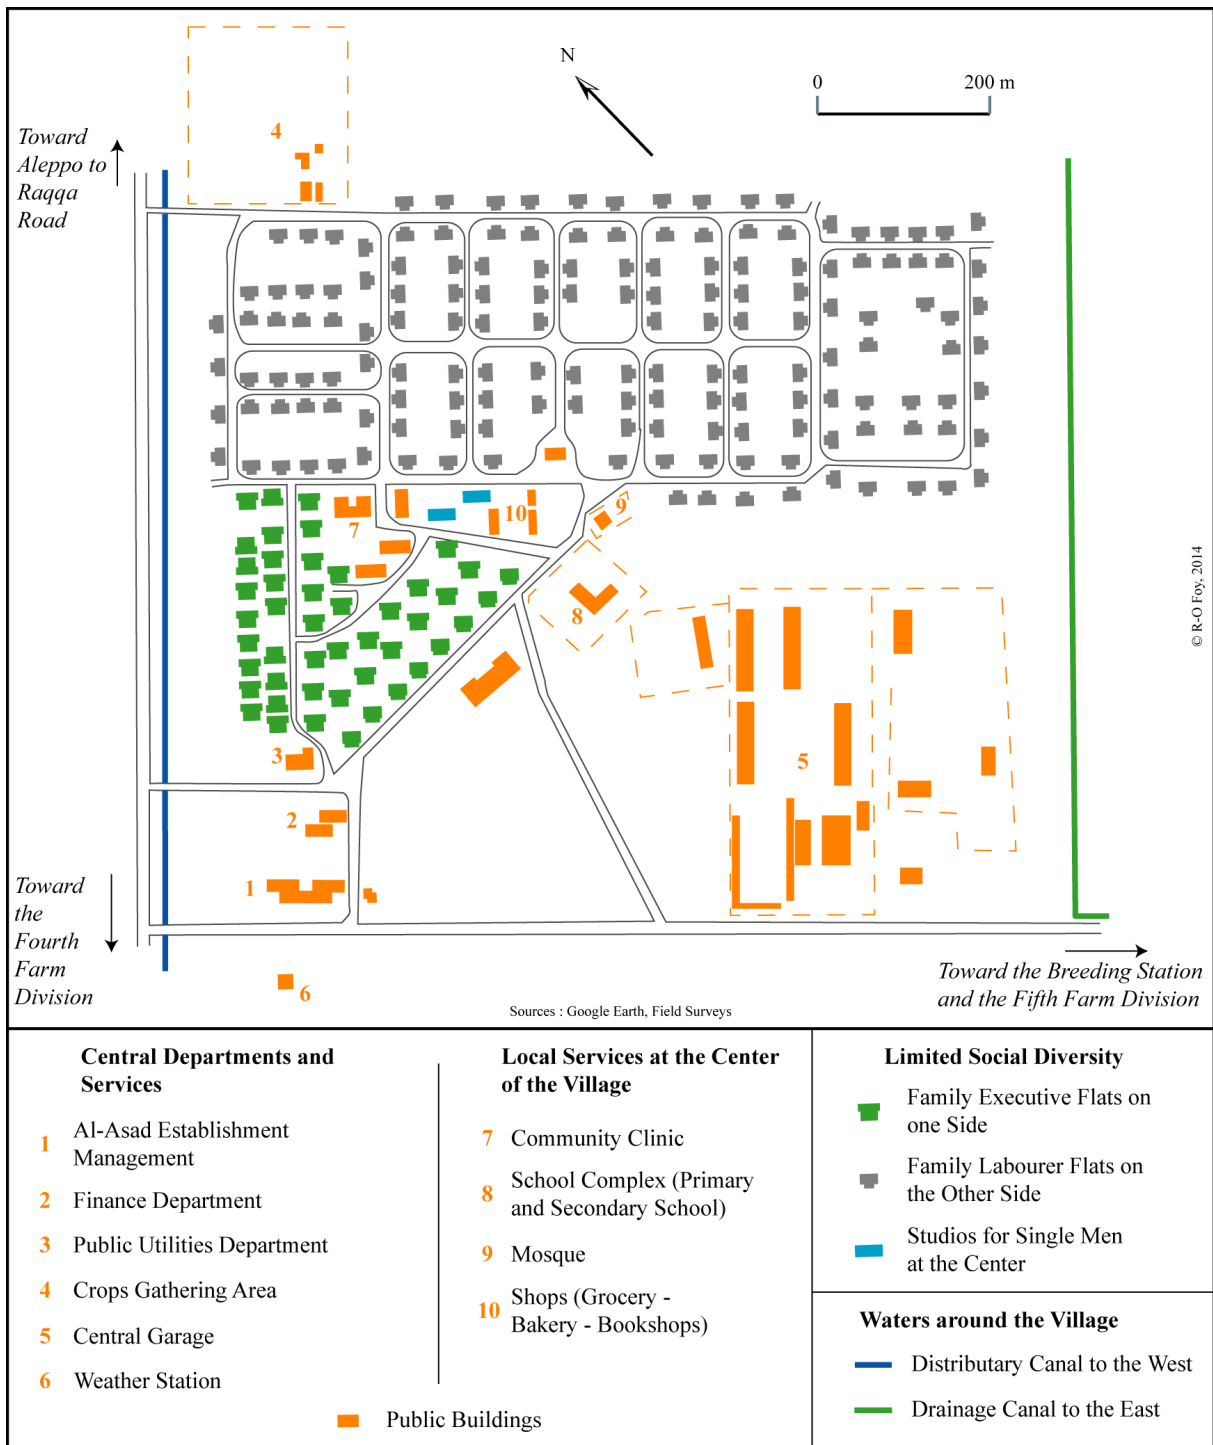 N
0
200 m
4
Toward
Aleppo to
Raqqa
Road
7
10
9
8
© R-O Foy, 2014
3
5
2
1
Toward
the
Fourth
Farm
Division
6
Toward the Breeding Station
and the Fifth Farm Division
Sources : Google Earth, Field Surveys
Central Departments and
Services
1 Al-Asad Establishment
Management
2 Finance Department
3 Public Utilities Department
4 Crops Gathering Area
5 Central Garage
6 Weather Station
Local Services at the Center
of the Village
7 Community Clinic
8 School Complex (Primary
and Secondary School)
9 Mosque
10 Shops (Grocery -
Bakery - Bookshops)
Public Buildings
Limited Social Diversity
Family Executive Flats on
one Side
Family Labourer Flats on
the Other Side
Studios for Single Men
at the Center
Waters around the Village
Distributary Canal to the West
Drainage Canal to the East